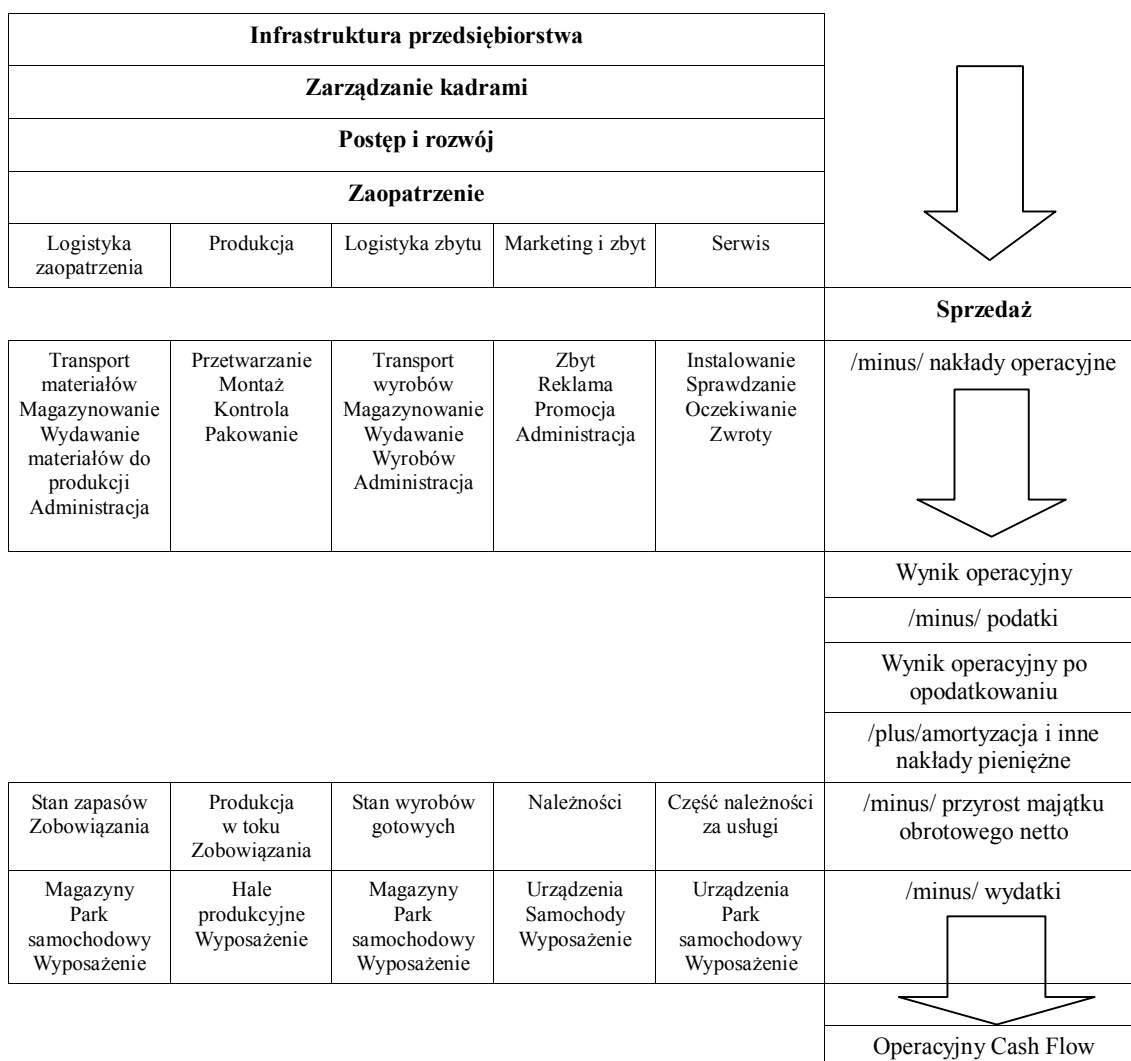 Infrastruktura przedsiębiorstwa
Zarządzanie kadrami
Postęp i rozwój
Zaopatrzenie
Logistyka
zaopatrzenia
Produkcja
Logistyka zbytu
Marketing i zbyt
Serwis
Sprzedaż
Transport
materiałów
Magazynowanie
Wydawanie
materiałów do
produkcji
Administracja
Przetwarzanie
Montaż
Kontrola
Pakowanie
Transport
wyrobów
Magazynowanie
Wydawanie
Wyrobów
Administracja
Zbyt
Reklama
Promocja
Administracja
Instalowanie
Sprawdzanie
Oczekiwanie
Zwroty
/minus/ nakłady operacyjne
Wynik operacyjny
/minus/ podatki
Wynik operacyjny po
opodatkowaniu
/plus/amortyzacja i inne
nakłady pieniężne
Stan zapasów
Zobowiązania
Produkcja
w toku
Zobowiązania
Stan wyrobów
gotowych
Należności
Część należności
za usługi
/minus/ przyrost majątku
obrotowego netto
Magazyny
Park
samochodowy
Wyposażenie
Hale
produkcyjne
Wyposażenie
Magazyny
Park
samochodowy
Wyposażenie
Urządzenia
Samochody
Wyposażenie
Urządzenia
Park
samochodowy
Wyposażenie
/minus/ wydatki
Operacyjny Cash Flow